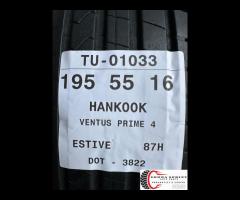 TU-01033
195 55 16
HANKOOK
VENTUS PRIME 4
ESTIVE 87H
DOT - 3822